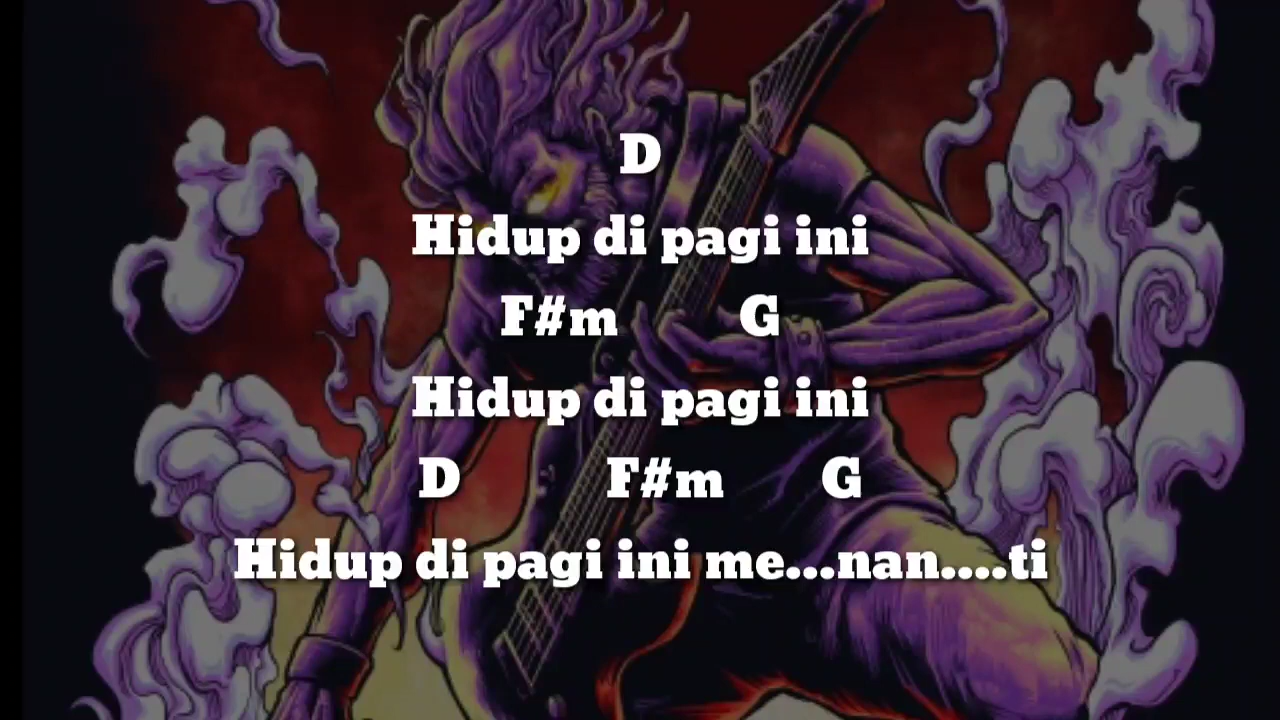 D
Hidup di pagi ini
F#m G
Hidup di pagi ini
D F#m G
Hidup di pagi ini me...nan....ti